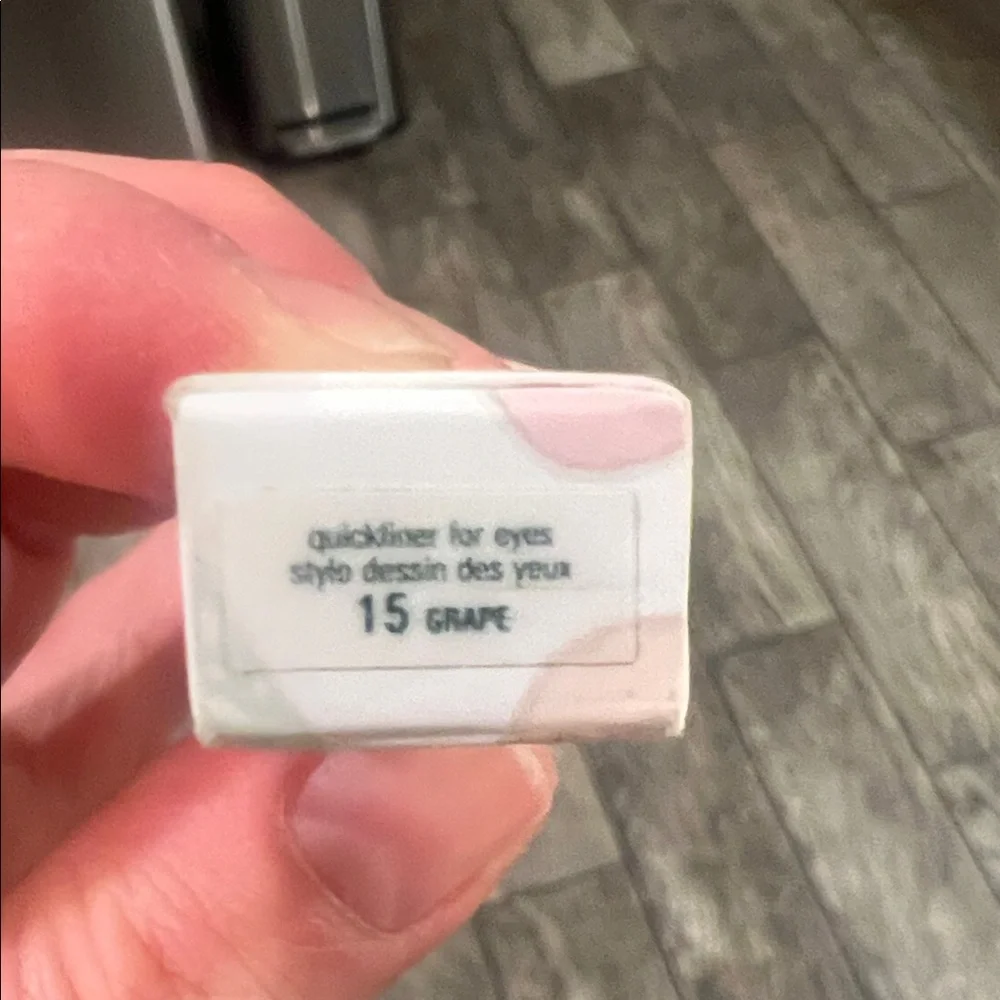 quickliner for eyes
stylo dessin des yeux
15 GRAPE